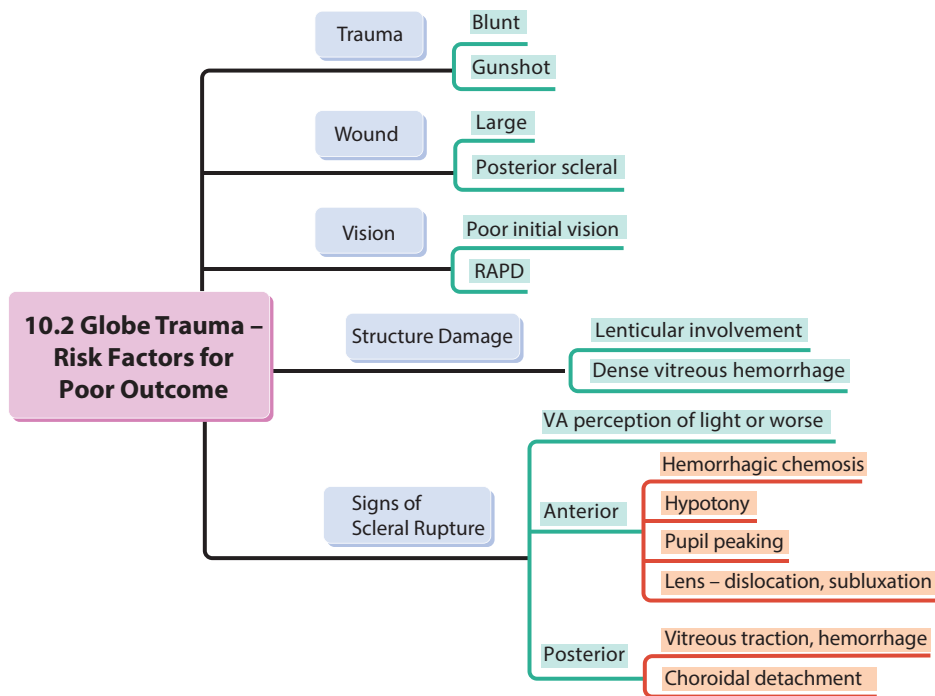 10.2 Globe Trauma –
Risk Factors for
Poor Outcome
Trauma
Blunt
Gunshot
Wound
Large
Posterior scleral
Vision
Poor initial vision
RAPD
Structure Damage
Lenticular involvement
Dense vitreous hemorrhage
Signs of
Scleral Rupture
VA perception of light or worse
Anterior
Hemorrhagic chemosis
Hypotony
Pupil peaking
Lens – dislocation, subluxation
Posterior
Vitreous traction, hemorrhage
Choroidal detachment